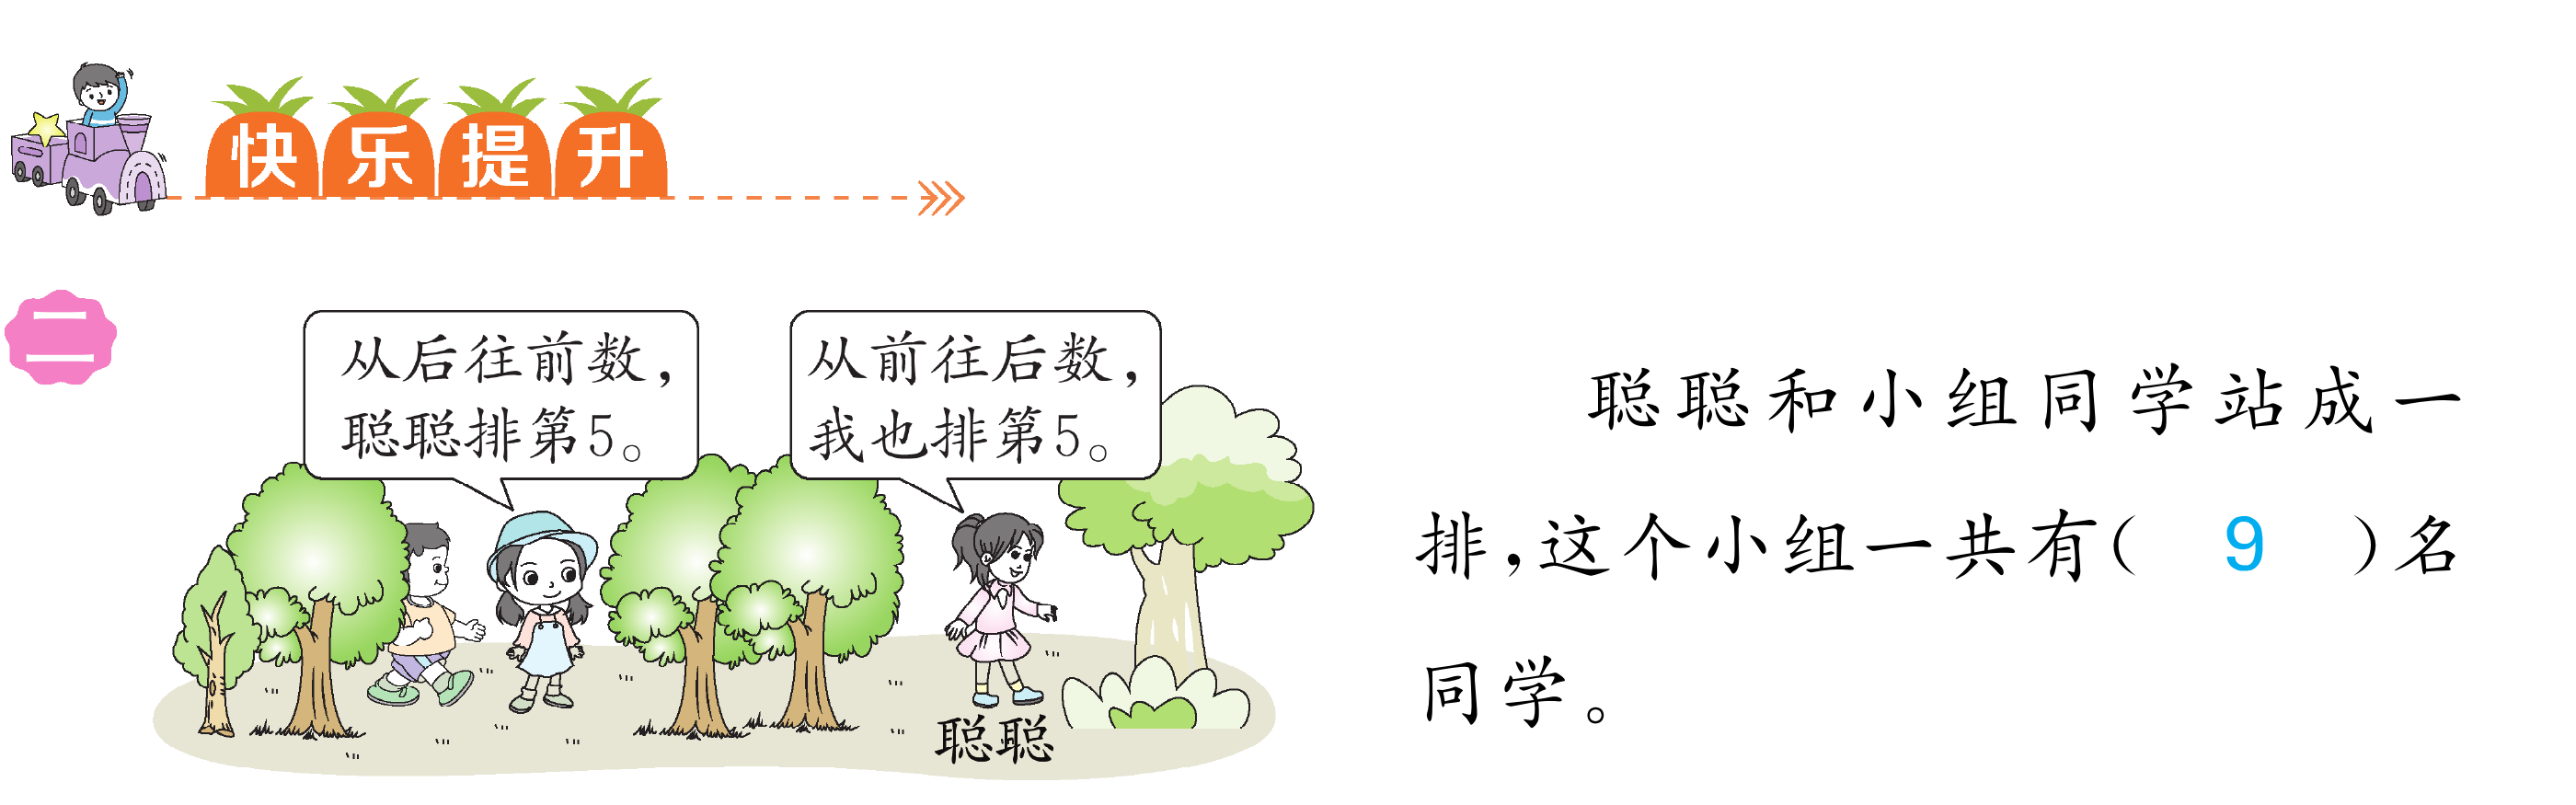 快乐提升
二
从后往前数，
聪聪排第5。
从前往后数，
我也排第5。
聪聪
聪聪和小组同学站成一
排，这个小组一共有（ 9 ）名
同学。